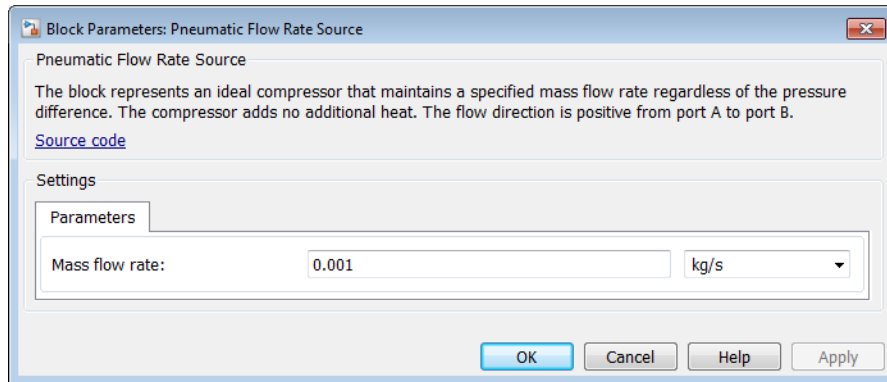 Block Parameters: Pneumatic Flow Rate Source
Pneumatic Flow Rate Source
The block represents an ideal compressor that maintains a specified mass flow rate regardless of the pressure
difference. The compressor adds no additional heat. The flow direction is positive from port A to port B.
Source code
Settings
Parameters
Mass flow rate: 0.001 kg/s
OK Cancel Help Apply